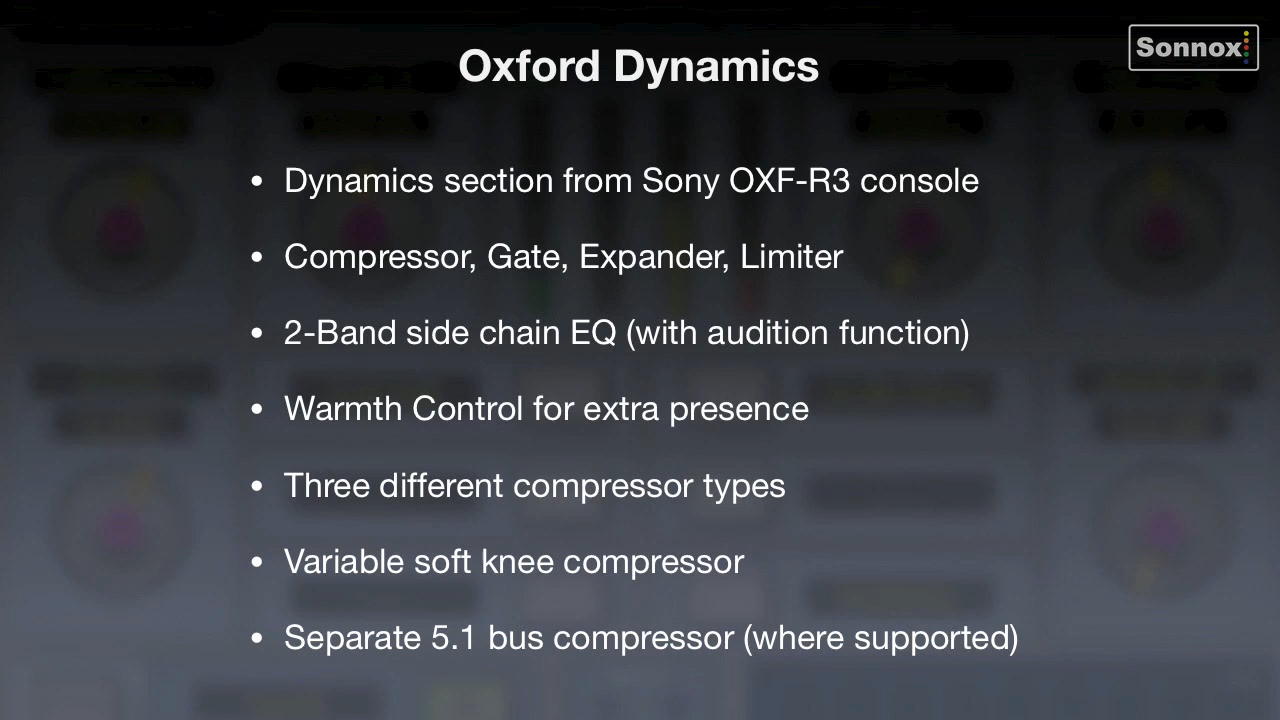 Oxford Dynamics
Sonnox
• Dynamics section from Sony OXF-R3 console
• Compressor, Gate, Expander, Limiter
• 2-Band side chain EQ (with audition function)
• Warmth Control for extra presence
• Three different compressor types
• Variable soft knee compressor
• Separate 5.1 bus compressor (where supported)